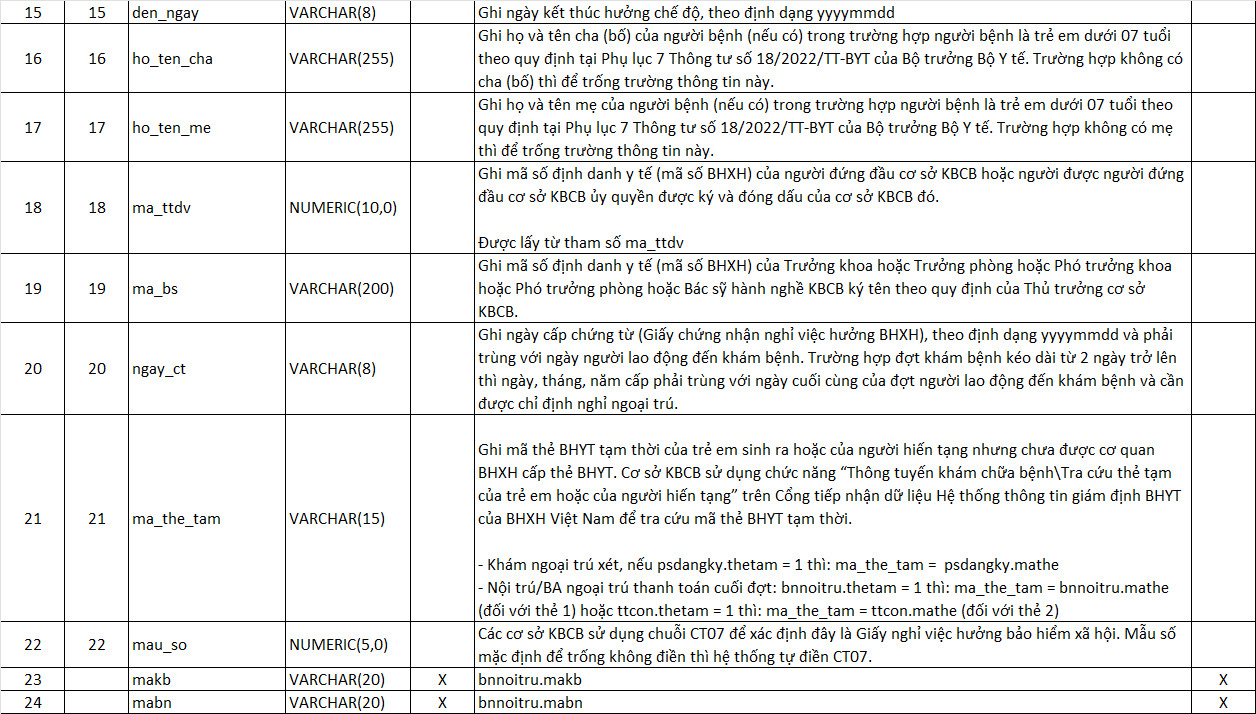 15 15 den_ngay VARCHAR(8) Ghi ngày kết thúc hưởng chế độ, theo định dạng yyyymmdd
16 16 ho_ten_cha VARCHAR(255) Ghi họ và tên cha (bố) của người bệnh (nếu có) trong trường hợp người bệnh là trẻ em dưới 07 tuổi
theo quy định tại Phụ lục 7 Thông tư số 18/2022/TT-BYT của Bộ trưởng Bộ Y tế. Trường hợp không có
cha (bố) thì để trống trường thông tin này.
17 17 ho_ten_me VARCHAR(255) Ghi họ và tên mẹ của người bệnh (nếu có) trong trường hợp người bệnh là trẻ em dưới 07 tuổi theo
quy định tại Phụ lục 7 Thông tư số 18/2022/TT-BYT của Bộ trưởng Bộ Y tế. Trường hợp không có mẹ
thì để trống trường thông tin này.
18 18 ma_ttdv NUMERIC(10,0) Ghi mã số định danh y tế (mã số BHXH) của người đứng đầu cơ sở KBCB hoặc người được người đứng
đầu cơ sở KBCB ủy quyền được ký và đóng dấu của cơ sở KBCB đó.
Được lấy từ tham số ma_ttdv
19 19 ma_bs VARCHAR(200) Ghi mã số định danh y tế (mã số BHXH) của Trưởng khoa hoặc Trưởng phòng hoặc Phó trưởng khoa
hoặc Phó trưởng phòng hoặc Bác sỹ hành nghề KBCB ký tên theo quy định của Thủ trưởng cơ sở
KBCB.
20 20 ngay_ct VARCHAR(8) Ghi ngày cấp chứng từ (Giấy chứng nhận nghỉ việc hưởng BHXH), theo định dạng yyyymmdd và phải
trùng với ngày người lao động đến khám bệnh. Trường hợp đợt khám bệnh kéo dài từ 2 ngày trở lên
thì ngày, tháng, năm cấp phải trùng với ngày cuối cùng của đợt người lao động đến khám bệnh và cần
được chỉ định nghỉ ngoại trú.
21 21 ma_the_tam VARCHAR(15) Ghi mã thẻ BHYT tạm thời của trẻ em sinh ra hoặc của người hiến tạng nhưng chưa được cơ quan
BHXH cấp thẻ BHYT. Cơ sở KBCB sử dụng chức năng “Thông tuyến khám chữa bệnh\Tra cứu thẻ tạm
của trẻ em hoặc của người hiến tạng” trên Cổng tiếp nhận dữ liệu Hệ thống thông tin giám định BHYT
của BHXH Việt Nam để tra cứu mã thẻ BHYT tạm thời.
- Khám ngoại trú xét, nếu psdangky.thetam = 1 thì: ma_the_tam = psdangky.mathe
- Nội trú/BA ngoại trú thanh toán cuối đợt: bnnoitru.thetam = 1 thì: ma_the_tam = bnnoitru.mathe
(đối với thẻ 1) hoặc ttcon.thetam = 1 thì: ma_the_tam = ttcon.mathe (đối với thẻ 2)
22 22 mau_so NUMERIC(5,0) Các cơ sở KBCB sử dụng chuỗi CT07 để xác định đây là Giấy nghỉ việc hưởng bảo hiểm xã hội. Mẫu số
mặc định để trống không điền thì hệ thống tự điền CT07.
23 makb VARCHAR(20) X bnnoitru.makb X
24 mabn VARCHAR(20) X bnnoitru.mabn X